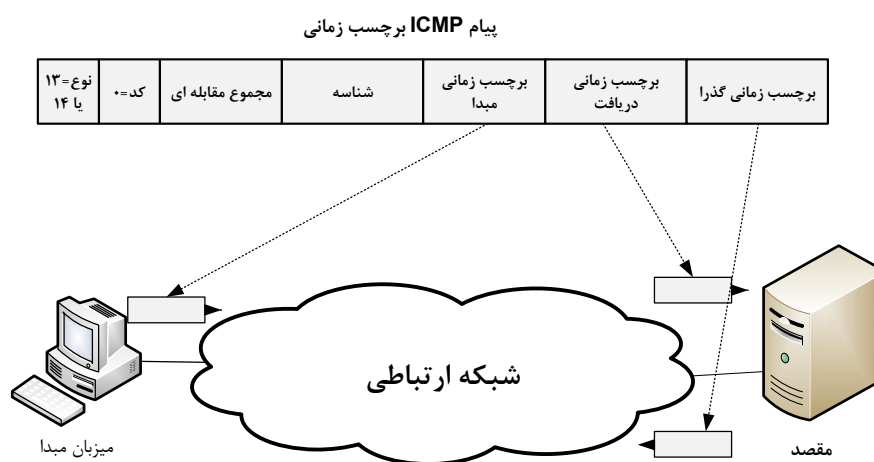 پیام ICMP برچسب زمانی
نوع=۱۳
یا ۱۴
کد=۰
مجموع مقابله ای
شناسه
برچسب زمانی
مبدا
برچسب زمانی
دریافت
برچسب زمانی گذرا
شبکه ارتباطی
میزبان مبدا
مقصد